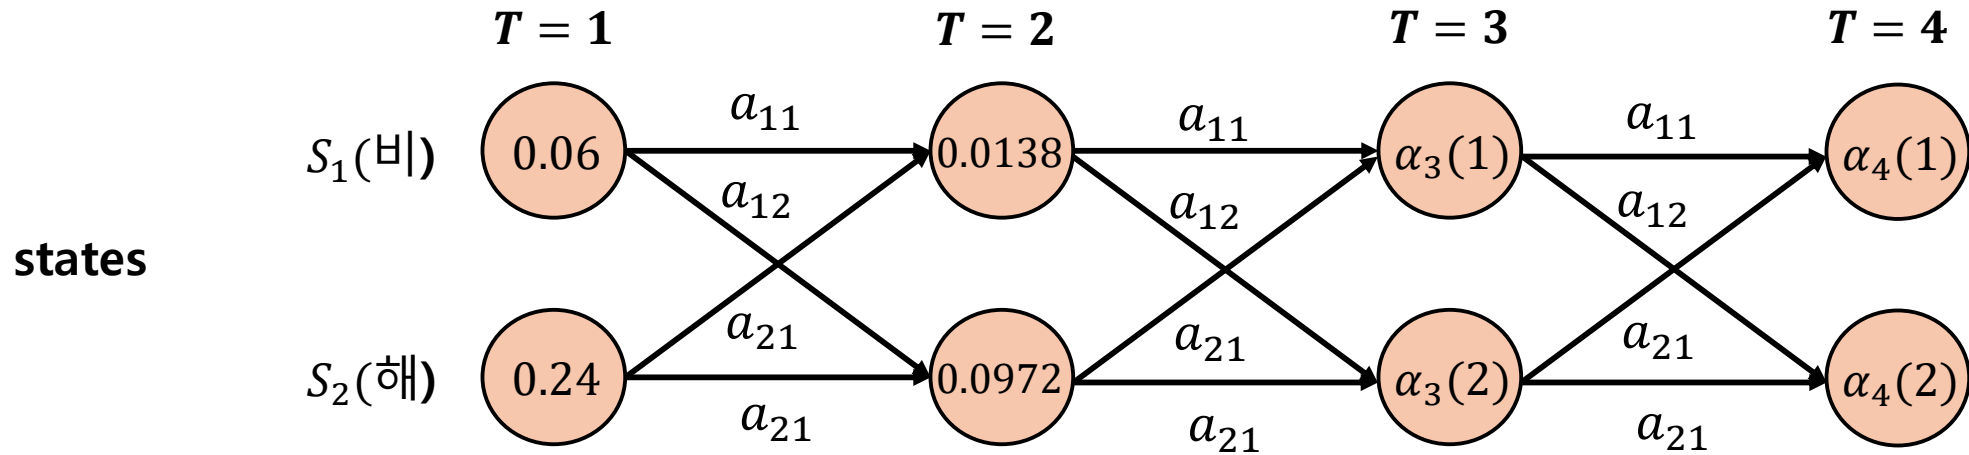 T = 1 T = 2 T = 3 T = 4
a₁₁ a₁₁ a₁₁
S₁(비) 0.06 0.0138 α₃(1) α₄(1)
a₁₂ a₁₂ a₁₂
states
a₂₁ a₂₁ a₂₁
S₂(해) 0.24 0.0972 α₃(2) α₄(2)
a₂₁ a₂₁ a₂₁